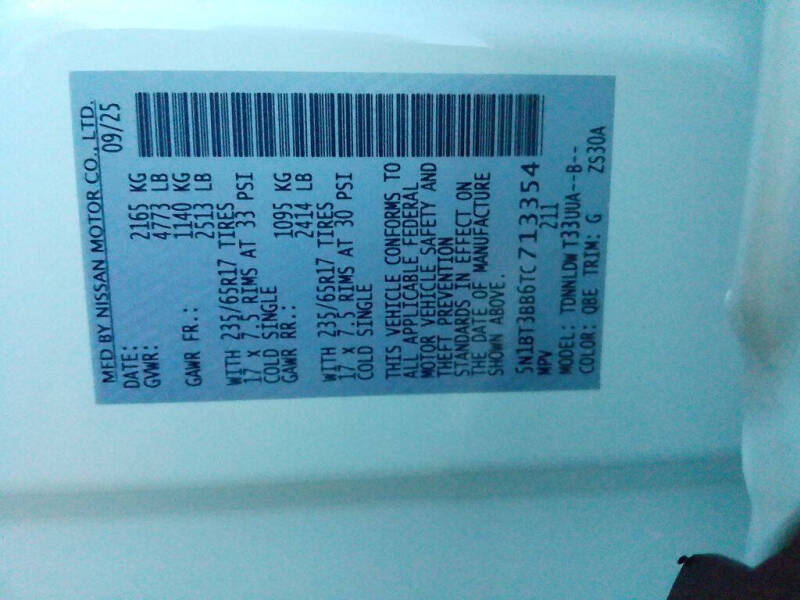 MFD BY NISSAN MOTOR CO., LTD.
DATE: 09/25
GVWR: 2165 KG
4773 LB
GAWR FR.: 1140 KG
2513 LB
WITH 235/65R17 TIRES
17 X 7.5 RIMS AT 33 PSI
COLD SINGLE
GAWR RR.: 1095 KG
2414 LB
WITH 235/65R17 TIRES
17 X 7.5 RIMS AT 30 PSI
COLD SINGLE
THIS VEHICLE CONFORMS TO
ALL APPLICABLE FEDERAL
MOTOR VEHICLE SAFETY AND
THEFT PREVENTION
STANDARDS IN EFFECT ON
THE DATE OF MANUFACTURE
SHOWN ABOVE.
5N1BT3BB6TC713354
MPV 211
MODEL: TDNNLDW T33UUA--B--
COLOR: QBE TRIM: G ZS30A